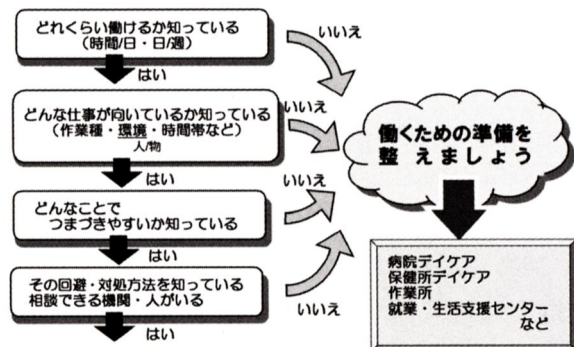 どれくらい働けるか知っている
(時間/日・日/週)
いいえ
はい
どんな仕事が向いているか知っている
(作業種・環境・時間帯など)
人/物
いいえ
はい
どんなことで
つまづきやすいか知っている
いいえ
はい
その回避・対処方法を知っている
相談できる機関・人がいる
いいえ
はい
働くための準備を
整えましょう
病院デイケア
保健所デイケア
作業所
就業・生活支援センター
など